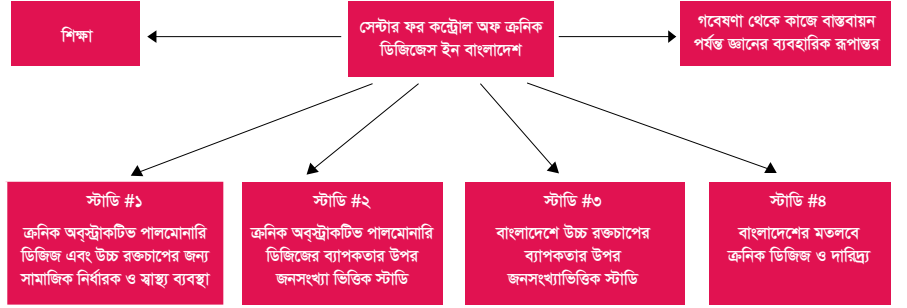 শিক্ষা
সেন্টার ফর কন্ট্রোল অফ ক্রনিক
ডিজিজেস ইন বাংলাদেশ
গবেষণা থেকে কাজে বাস্তবায়ন
পর্যন্ত জ্ঞানের ব্যবহারিক রূপান্তর
স্টাডি #১
ক্রনিক অব্‌স্ট্রাকটিভ পালমোনারি
ডিজিজ এবং উচ্চ রক্তচাপের জন্য
সামাজিক নির্ধারক ও স্বাস্থ্য ব্যবস্থা
স্টাডি #২
ক্রনিক অব্‌স্ট্রাকটিভ পালমোনারি
ডিজিজের ব্যাপকতার উপর
জনসংখ্যা ভিত্তিক স্টাডি
স্টাডি #৩
বাংলাদেশে উচ্চ রক্তচাপের
ব্যাপকতার উপর
জনসংখ্যাভিত্তিক স্টাডি
স্টাডি #৪
বাংলাদেশের মতলবে
ক্রনিক ডিজিজ ও দারিদ্র্য